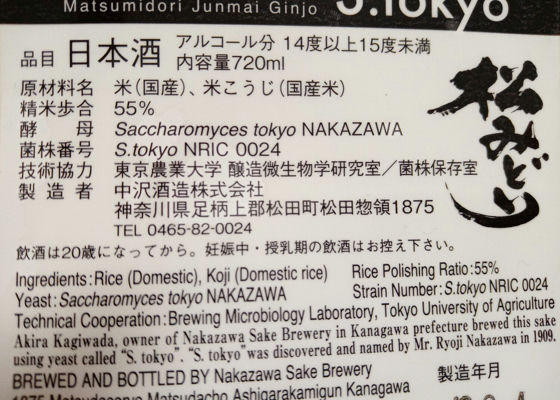 Matsumidori Junmai Ginjo
S.tokyo
品目 日本酒 アルコール分 14度以上15度未満
内容量720ml
原材料名 米(国産)、米こうじ(国産米)
精米歩合 55%
酵母 Saccharomyces tokyo NAKAZAWA
菌株番号 S.tokyo NRIC 0024
技術協力 東京農業大学 醸造微生物学研究室/菌株保存室
製造者 中沢酒造株式会社
神奈川県足柄上郡松田町松田惣領1875
TEL 0465-82-0024
松みどり
飲酒は20歳になってから。妊娠中・授乳期の飲酒はお控え下さい。
Ingredients:Rice (Domestic), Koji (Domestic rice) Rice Polishing Ratio:55%
Yeast:Saccharomyces tokyo NAKAZAWA Strain Number:S.tokyo NRIC 0024
Technical Cooperation:Brewing Microbiology Laboratory, Tokyo University of Agriculture
Akira Kagiwada, owner of Nakazawa Sake Brewery in Kanagawa prefecture brewed this sake
using yeast called "S. tokyo". "S. tokyo" was discovered and named by Mr. Ryoji Nakazawa in 1909.
BREWED AND BOTTLED BY Nakazawa Sake Brewery 製造年月
1875 Matsudasoryo Matsudacho Ashigarakamigun Kanagawa